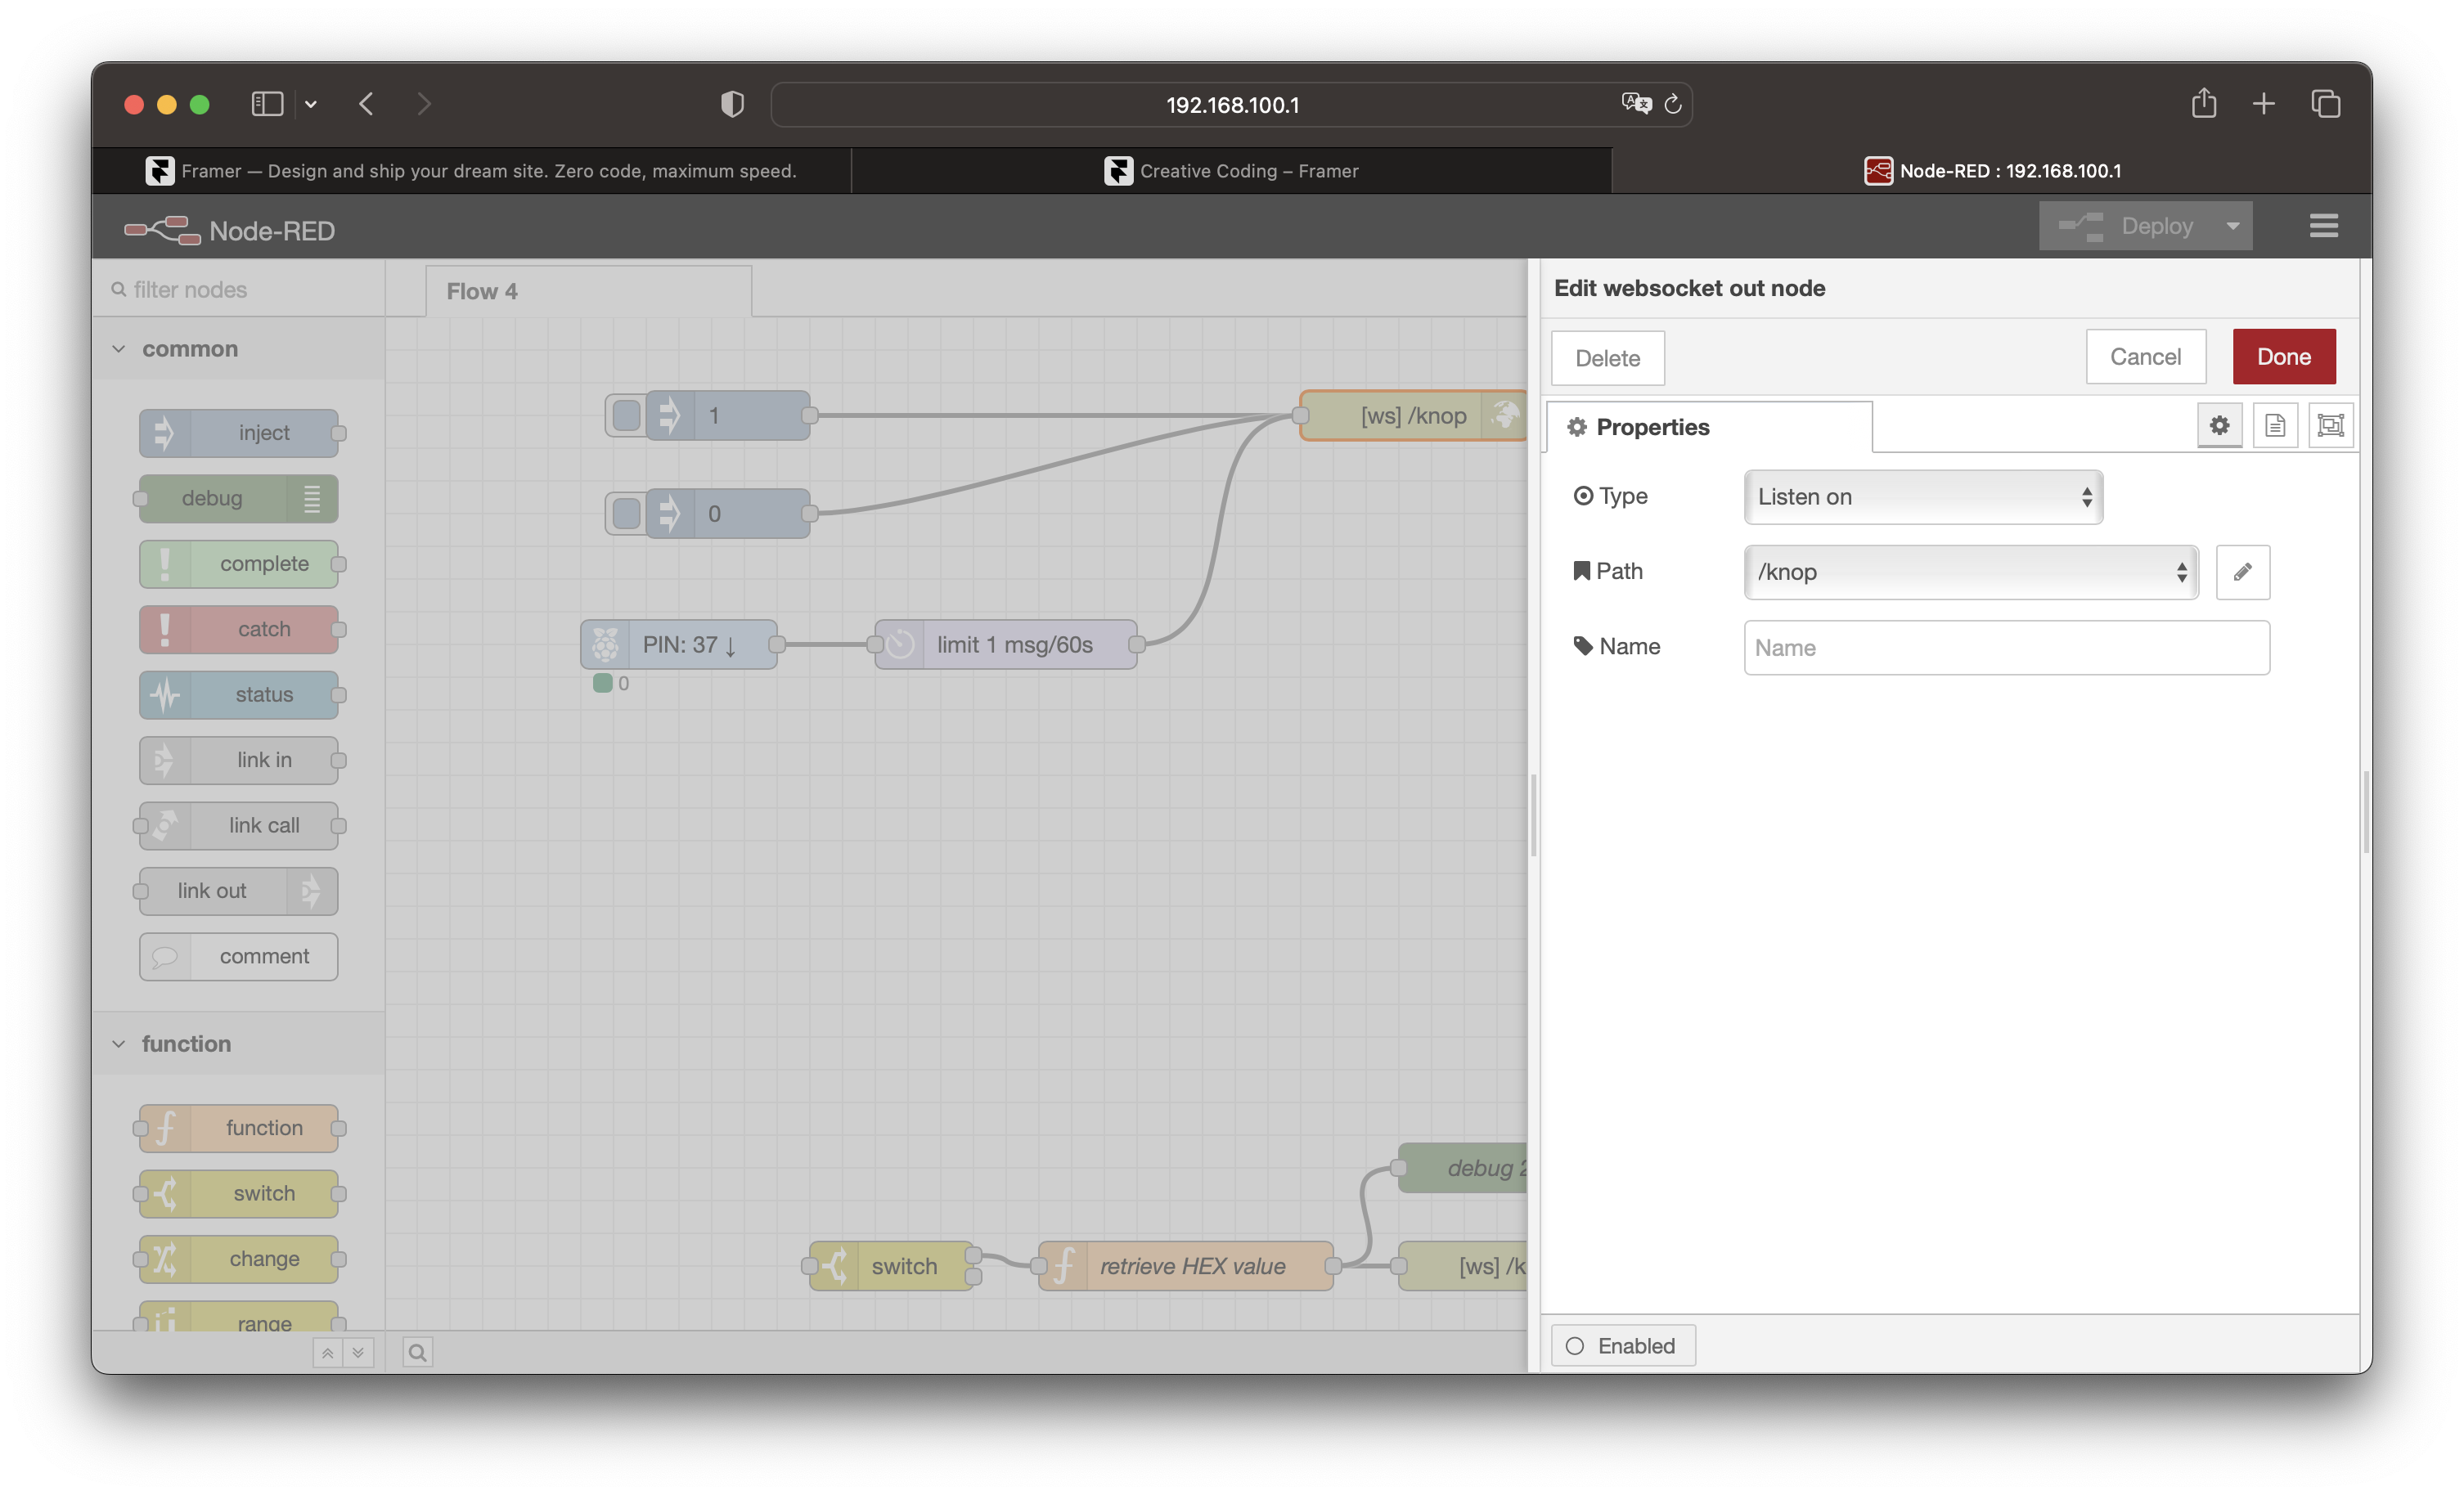 192.168.100.1
Framer — Design and ship your dream site. Zero code, maximum speed.
Creative Coding – Framer
Node-RED : 192.168.100.1
Node-RED
Deploy
filter nodes
Flow 4
common
inject
debug
complete
catch
status
link in
link call
link out
comment
function
function
switch
change
range
1
0
[ws] /knop
PIN: 37 ↓
0
limit 1 msg/60s
debug 2
switch
retrieve HEX value
[ws] /k
Edit websocket out node
Delete
Cancel
Done
Properties
Type
Listen on
Path
/knop
Name
Name
Enabled